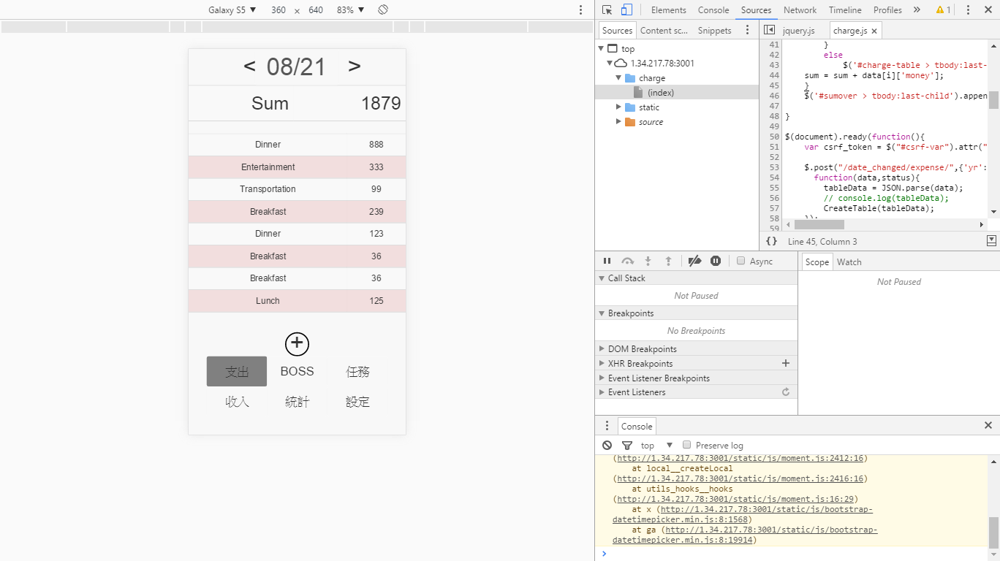 Galaxy S5 ▼ 360 × 640 83% ▼
< 08/21 >
Sum 1879
Dinner 888
Entertainment 333
Transportation 99
Breakfast 239
Dinner 123
Breakfast 36
Breakfast 36
Lunch 125
+
支出 BOSS 任務
收入 統計 設定
Elements Console Sources Network Timeline Profiles » 1
Sources Content sc... Snippets
top
1.34.217.78:3001
charge
(index)
static
source
jquery.js charge.js ×
41 }
42 else
43 $('#charge-table > tbody:last-
44 sum = sum + data[i]['money'];
45 }
46 $('#sumover > tbody:last-child').appen
47
48 }
49
50 $(document).ready(function(){
51 var csrf_token = $("#csrf-var").attr("
52
53 $.post("/date_changed/expense/",{'yr':
54 function(data,status){
55 tableData = JSON.parse(data);
56 // console.log(tableData);
57 CreateTable(tableData);
58 });
59
{} Line 45, Column 3
Async
Call Stack
Not Paused
Breakpoints
No Breakpoints
DOM Breakpoints
XHR Breakpoints +
Event Listener Breakpoints
Event Listeners
Scope Watch
Not Paused
Console
top ▼ Preserve log
(http://1.34.217.78:3001/static/js/moment.js:2412:16)
at local__createLocal
(http://1.34.217.78:3001/static/js/moment.js:2416:16)
at utils_hooks__hooks
(http://1.34.217.78:3001/static/js/moment.js:16:29)
at x (http://1.34.217.78:3001/static/js/bootstrap-
datetimepicker.min.js:8:1568)
at ga (http://1.34.217.78:3001/static/js/bootstrap-
datetimepicker.min.js:8:19914)
>